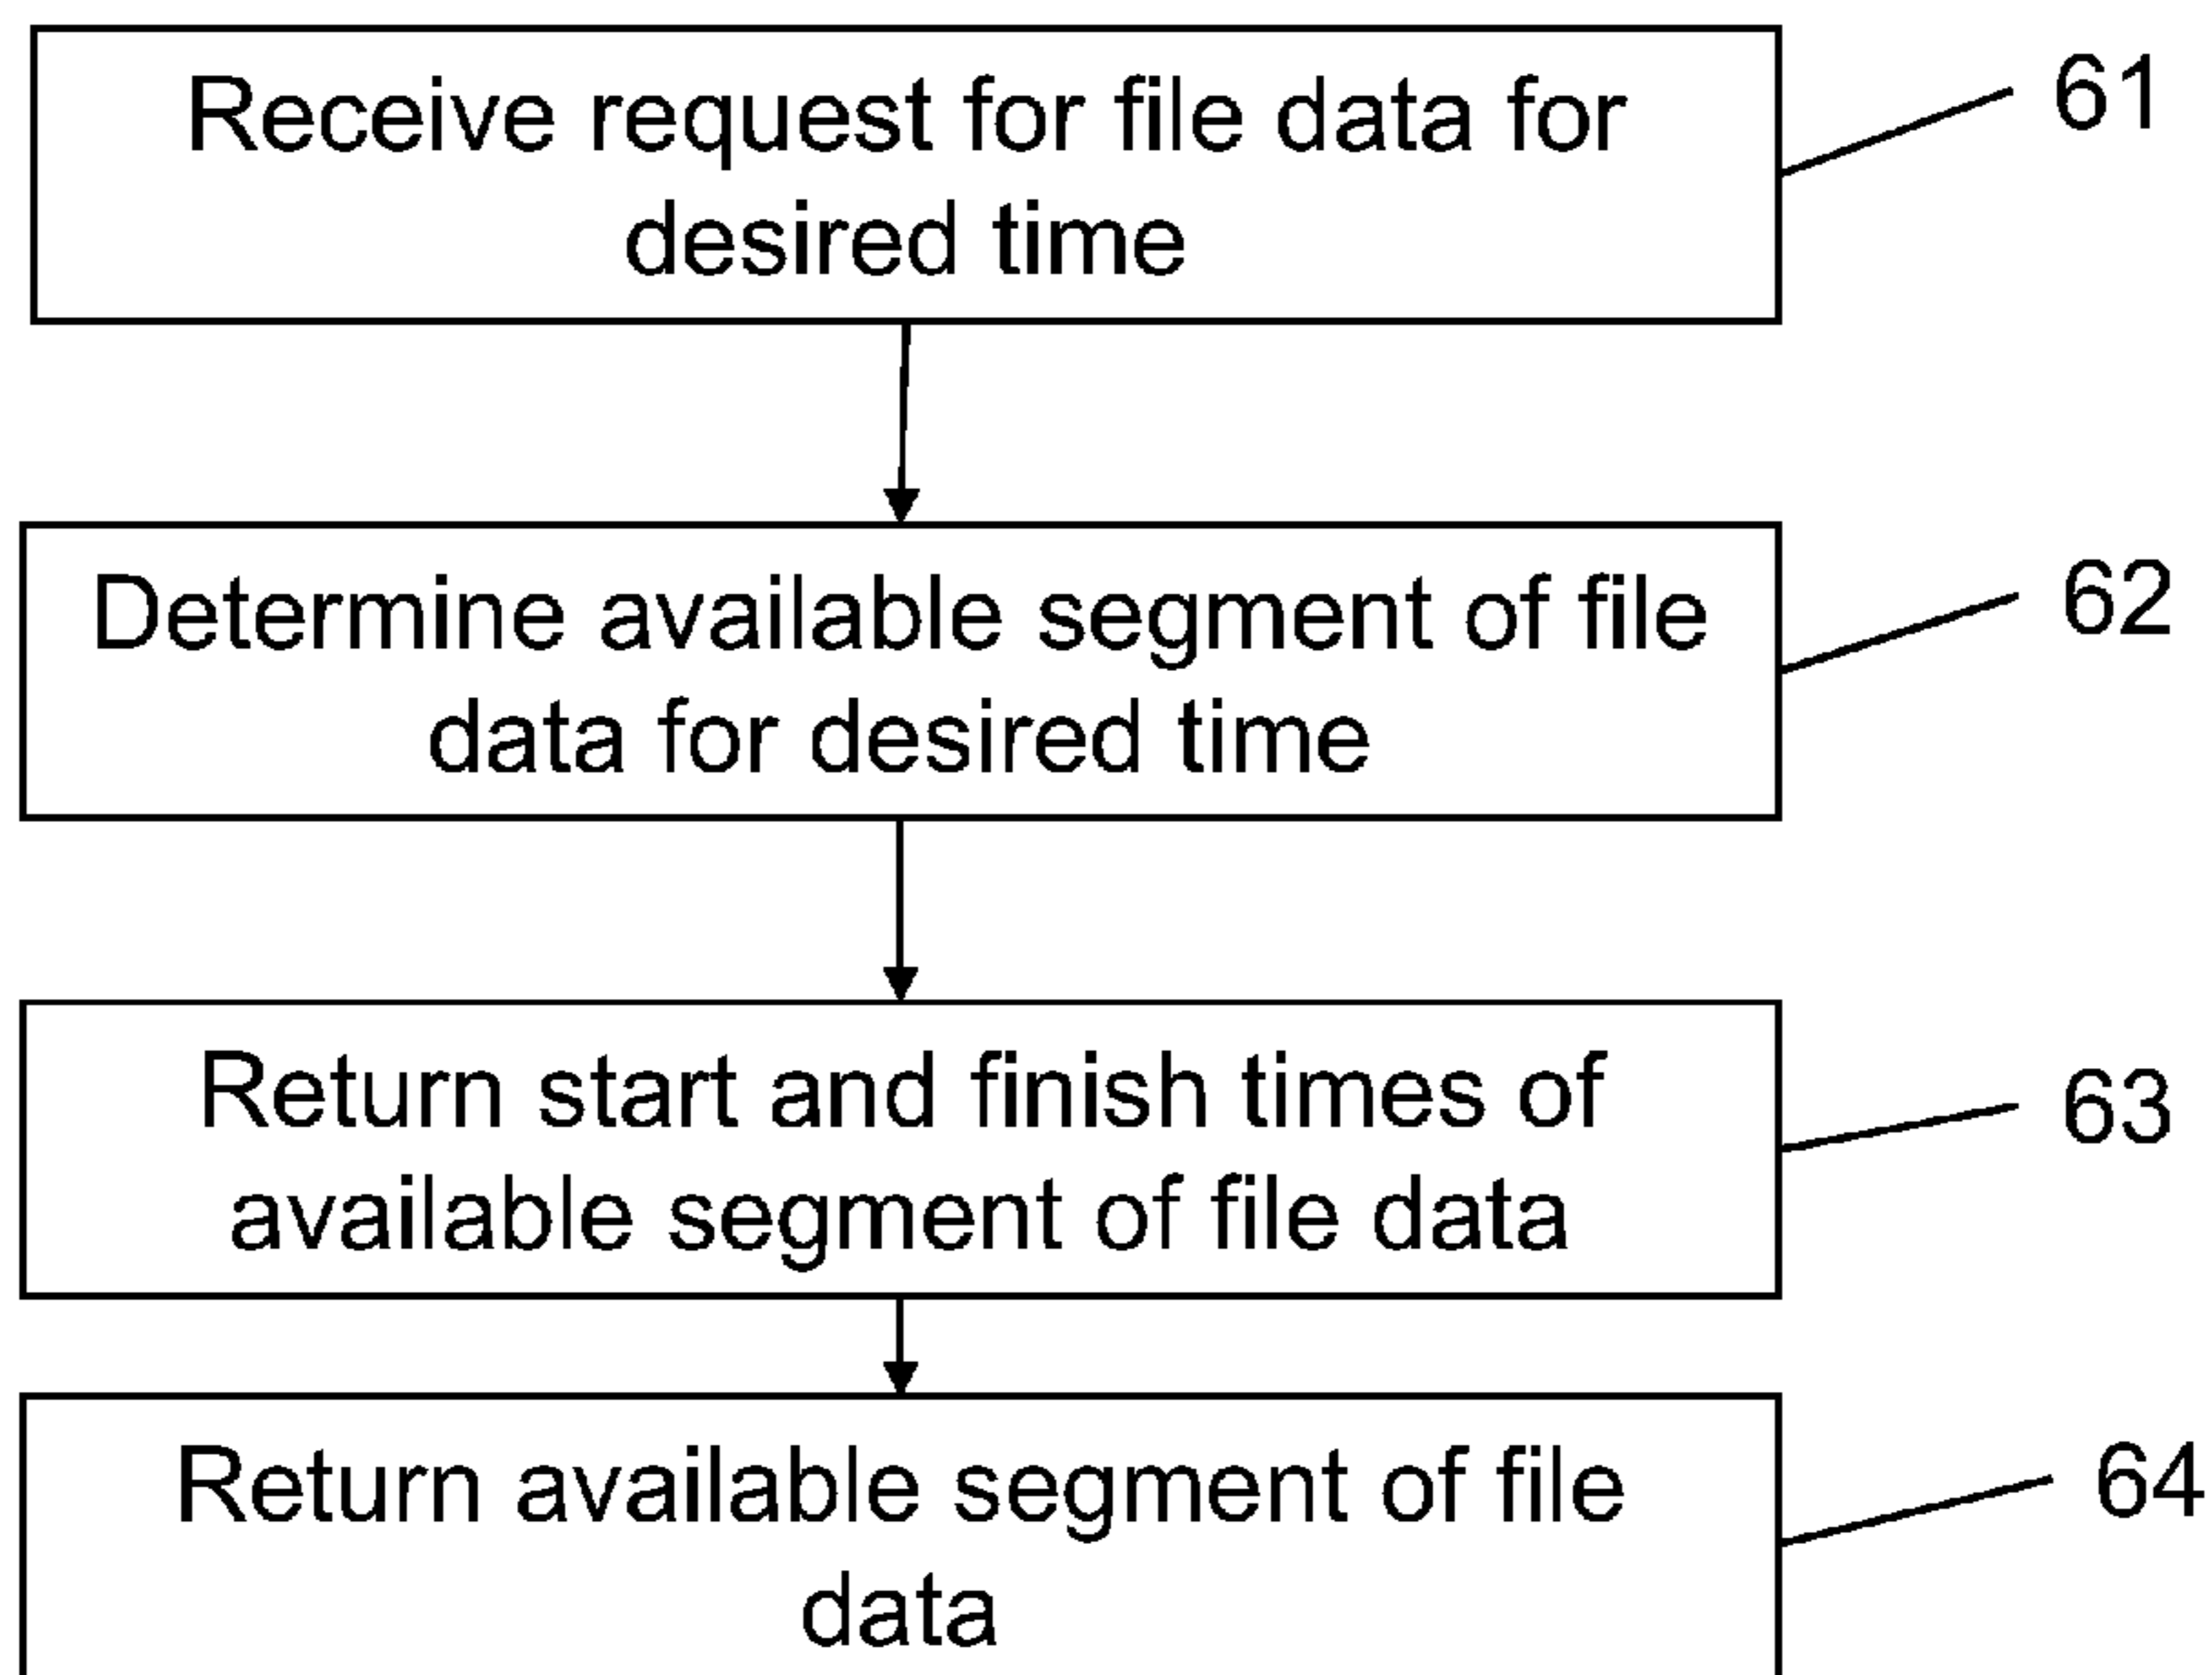 Receive request for file data for
desired time
61
Determine available segment of file
data for desired time
62
Return start and finish times of
available segment of file data
63
Return available segment of file
data
64